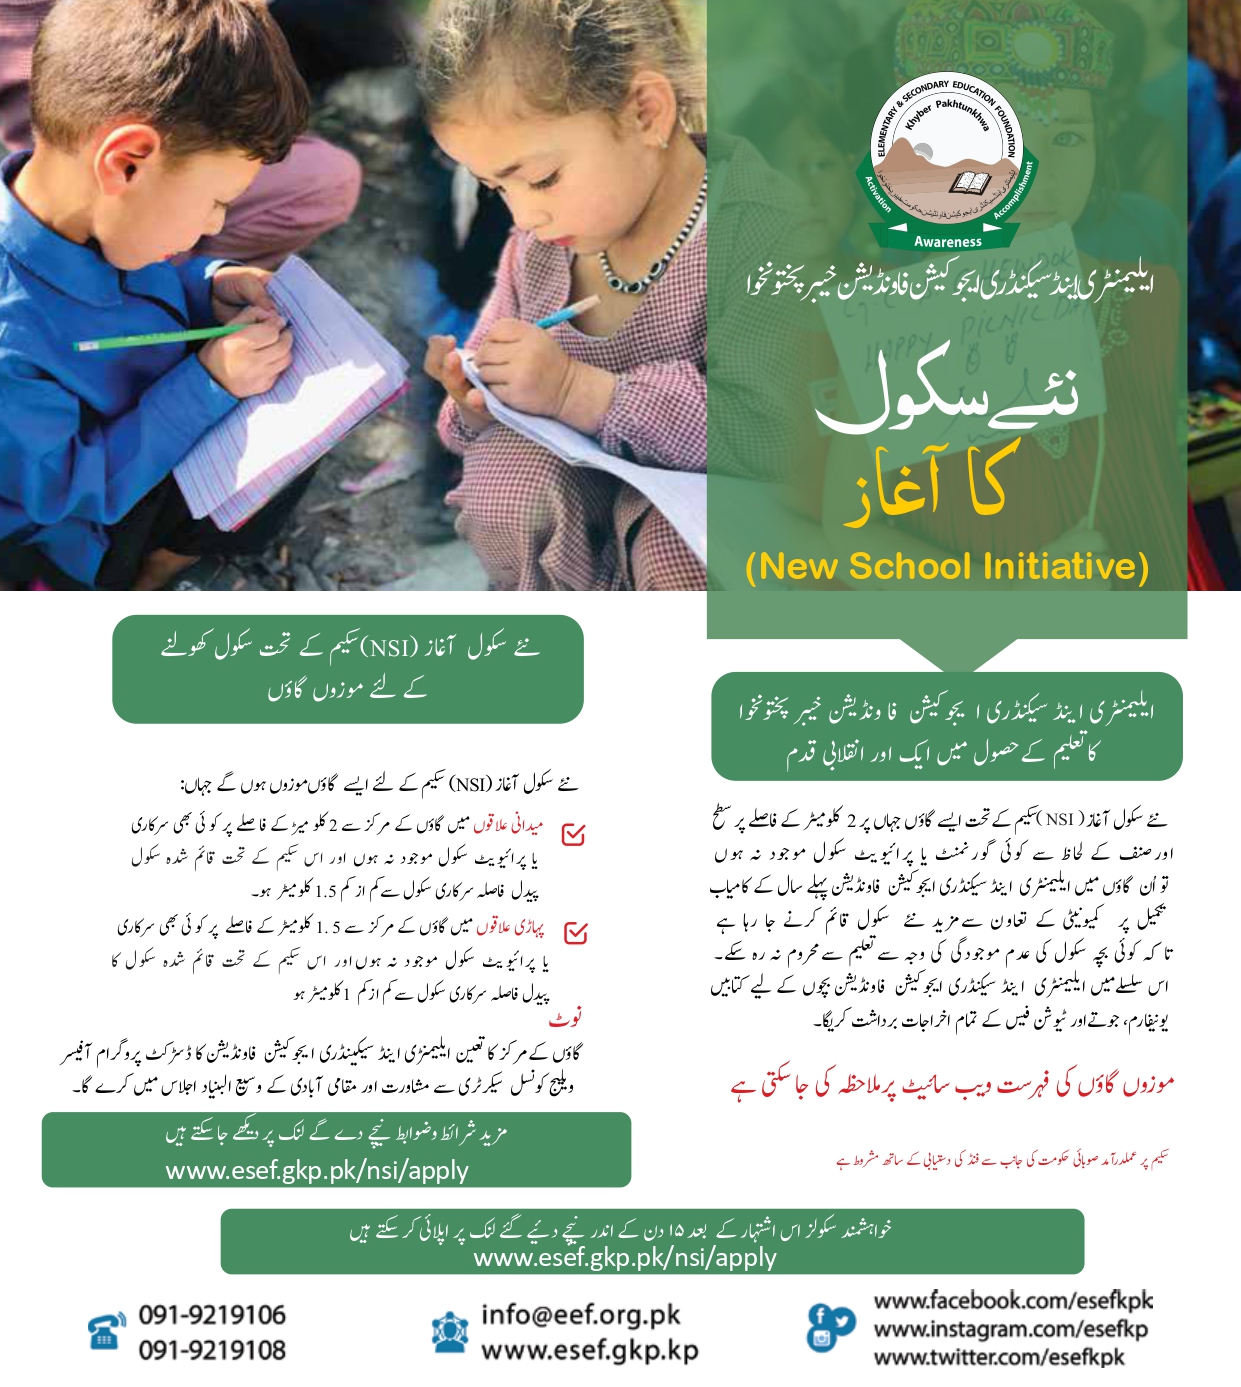 ELEMENTARY & SECONDARY EDUCATION FOUNDATION
Khyber Pakhtunkhwa
Activation
Awareness
Accomplishment
ایلیمنٹری اینڈ سیکنڈری ایجوکیشن فاونڈیشن خیبر پختونخوا
نئے سکول
کا آغاز
(New School Initiative)
ایلیمنٹری اینڈ سیکنڈری ایجوکیشن فاونڈیشن خیبر پختونخوا
کا تعلیم کے حصول میں ایک اور انقلابی قدم
نئے سکول آغاز (NSI) سکیم کے تحت ایسے گاؤں جہاں پر 2 کلومیٹر کے فاصلے پر سطح
اور صنف کے لحاظ سے کوئی گورنمنٹ یا پرائیویٹ سکول موجود نہ ہوں
تو اُن گاؤں میں ایلیمنٹری اینڈ سیکنڈری ایجوکیشن فاونڈیشن پہلے سال کے کامیاب
تکمیل پر کمیونیٹی کے تعاون سے مزید نئے سکول قائم کرنے جا رہا ہے
تاکہ کوئی بچہ سکول کی عدم موجودگی کی وجہ سے تعلیم سے محروم نہ رہ سکے۔
اس سلسلے میں ایلیمنٹری اینڈ سیکنڈری ایجوکیشن فاونڈیشن بچوں کے لیے کتابیں
یونیفارم، جوتے اور ٹیوشن فیس کے تمام اخراجات برداشت کریگا۔
موزوں گاؤں کی فہرست ویب سائیٹ پر ملاحظہ کی جا سکتی ہے
سکیم پر عملدرآمد صوبائی حکومت کی جانب سے فنڈ کی دستیابی کے ساتھ مشروط ہے
نئے سکول آغاز (NSI) سکیم کے تحت سکول کھولنے
کے لئے موزوں گاؤں
نئے سکول آغاز (NSI) سکیم کے لئے ایسے گاؤں موزوں ہوں گے جہاں:
میدانی علاقوں میں گاؤں کے مرکز سے 2 کلو میڑ کے فاصلے پر کوئی بھی سرکاری
یا پرائیویٹ سکول موجود نہ ہوں اور اس سکیم کے تحت قائم شدہ سکول
پیدل فاصلہ سرکاری سکول سے کم از کم 1.5 کلومیٹر ہو۔
پہاڑی علاقوں میں گاؤں کے مرکز سے 1.5 کلومیٹر کے فاصلے پر کوئی بھی سرکاری
یا پرائیویٹ سکول موجود نہ ہوں اور اس سکیم کے تحت قائم شدہ سکول کا
پیدل فاصلہ سرکاری سکول سے کم از کم 1 کلومیٹر ہو
نوٹ
گاؤں کے مرکز کا تعین ایلیمنڑی اینڈ سیکینڈری ایجوکیشن فاونڈیشن کا ڈسڑکٹ پروگرام آفیسر
ویلیج کونسل سیکرٹری سے مشاورت اور مقامی آبادی کے وسیع البنیاد اجلاس میں کرے گا۔
مزید شرائط وضوابط نیچے دے گے لنک پر دیکھے جاسکتے ہیں
www.esef.gkp.pk/nsi/apply
خواہشمند سکولز اس اشتہار کے بعد ۱۵ دن کے اندر نیچے دئیے گئے لنک پر اپلائی کر سکتے ہیں
www.esef.gkp.pk/nsi/apply
091-9219106
091-9219108
info@eef.org.pk
www.esef.gkp.kp
www.facebook.com/esefkpk
www.instagram.com/esefkp
www.twitter.com/esefkpk